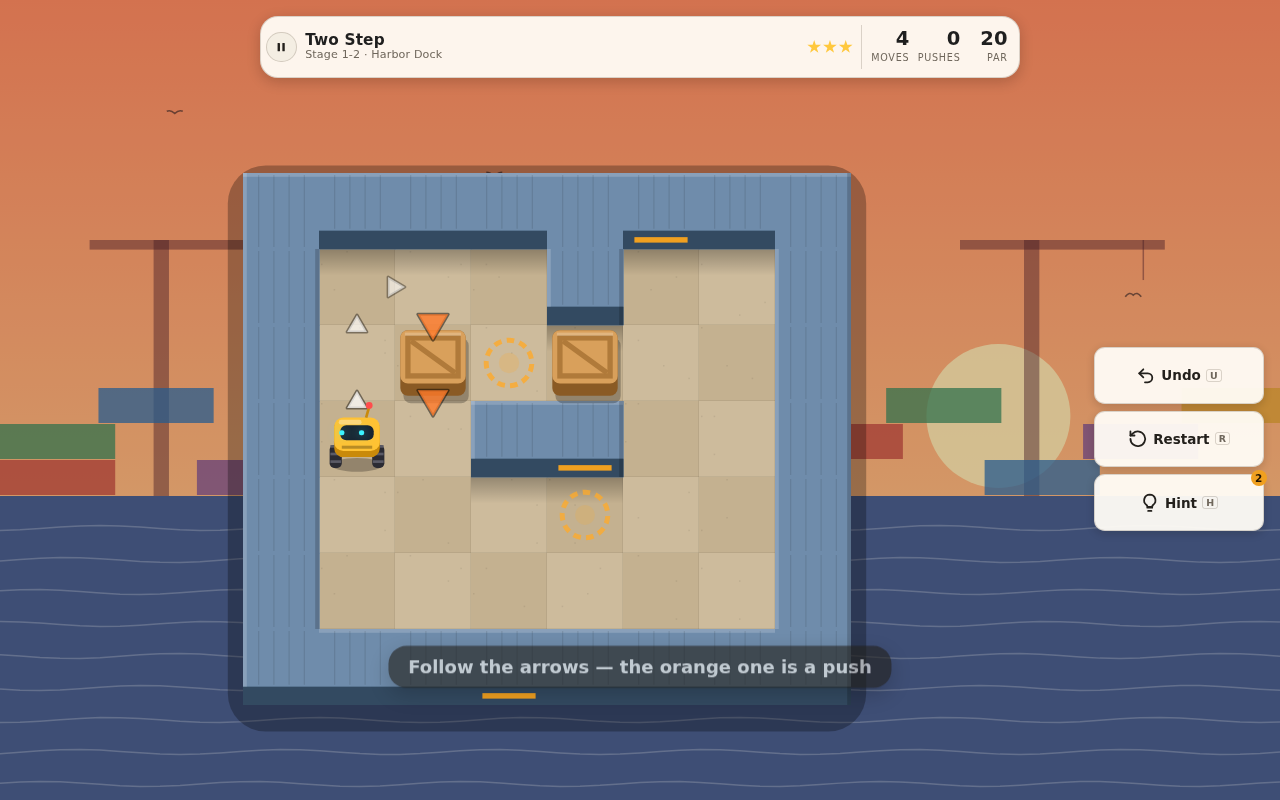 Two Step
Stage 1-2 · Harbor Dock
★★★
4 0 20
MOVES PUSHES PAR
Undo U
Restart R
2
Hint H
Follow the arrows — the orange one is a push